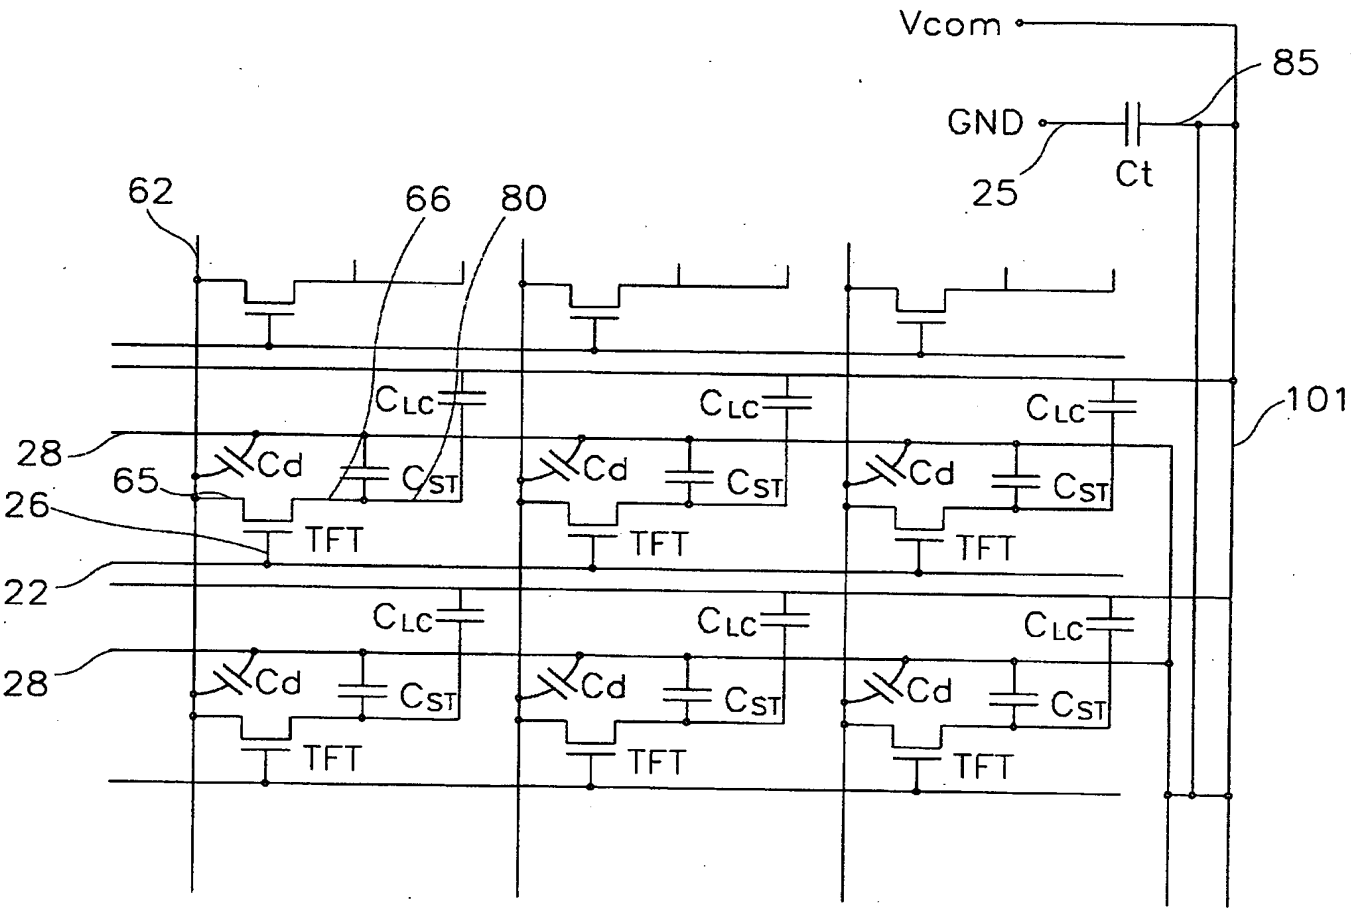 Vcom
85
GND
Ct
25
62
66
80
CLC CLC CLC
101
28
Cd CST Cd CST Cd CST
65
26
TFT TFT TFT
22
CLC CLC CLC
28
Cd CST Cd CST Cd CST
TFT TFT TFT